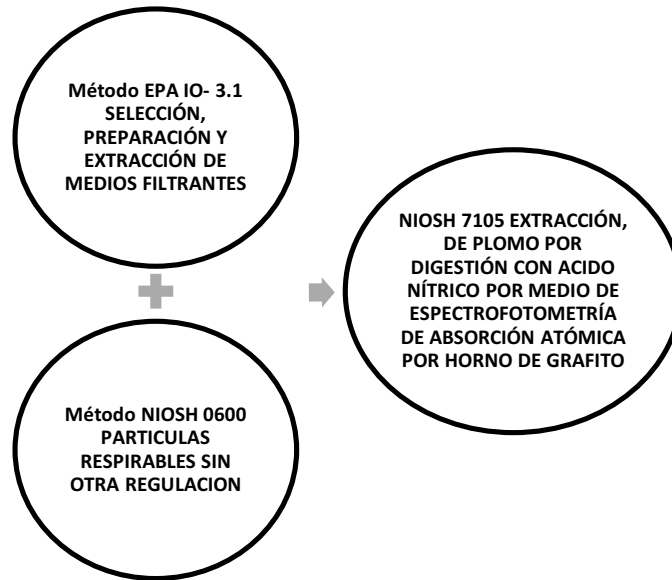 Método EPA IO- 3.1
SELECCIÓN,
PREPARACIÓN Y
EXTRACCIÓN DE
MEDIOS FILTRANTES
Método NIOSH 0600
PARTICULAS
RESPIRABLES SIN
OTRA REGULACION
NIOSH 7105 EXTRACCIÓN,
DE PLOMO POR
DIGESTIÓN CON ACIDO
NÍTRICO POR MEDIO DE
ESPECTROFOTOMETRÍA
DE ABSORCIÓN ATÓMICA
POR HORNO DE GRAFITO